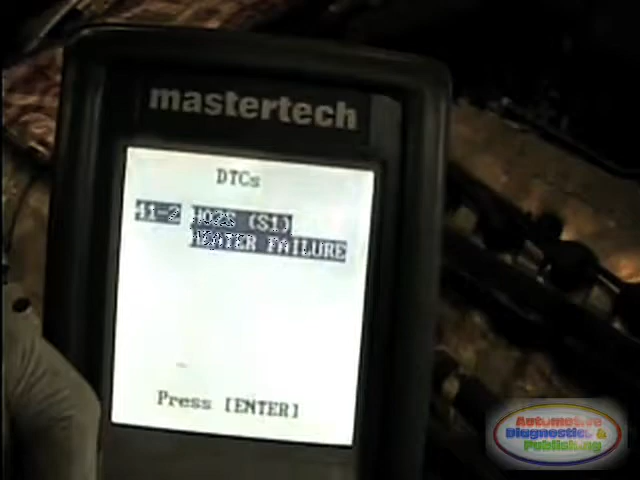 mastertech
DTCs
41-2 HO2S (S1)
HEATER FAILURE
Press [ENTER]
Automotive
Diagnostics &
Publishing